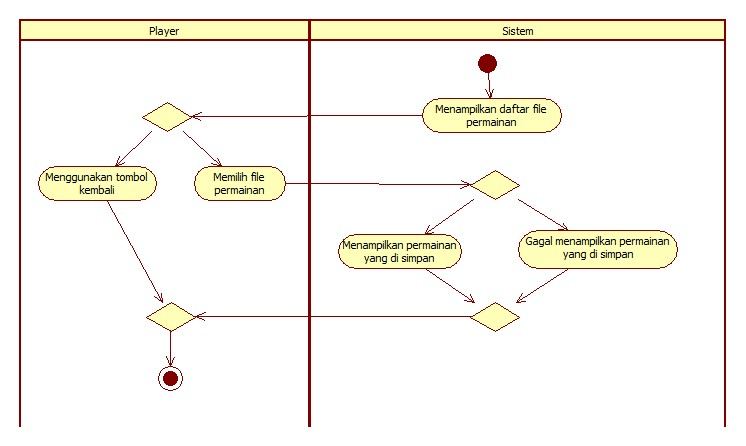 Player
Sistem
Menampilkan daftar file
permainan
Menggunakan tombol
kembali
Memilih file
permainan
Menampilkan permainan
yang di simpan
Gagal menampilkan permainan
yang di simpan